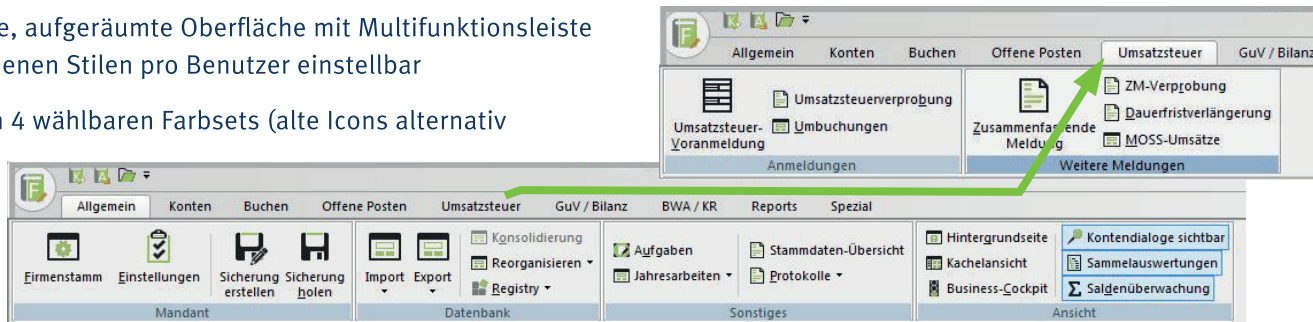 e, aufgeräumte Oberfläche mit Multifunktionsleiste
enen Stilen pro Benutzer einstellbar
4 wählbaren Farbsets (alte Icons alternativ
Allgemein Konten Buchen Offene Posten Umsatzsteuer GuV / Bilanz
Umsatzsteuer-
Voranmeldung
Umsatzsteuerverprobung
Umbuchungen
Anmeldungen
Zusammenfassende
Meldung
ZM-Verprobung
Dauerfristverlängerung
MOSS-Umsätze
Weitere Meldungen
Allgemein Konten Buchen Offene Posten Umsatzsteuer GuV / Bilanz BWA / KR Reports Spezial
Firmenstamm
Einstellungen
Sicherung
erstellen
Sicherung
holen
Mandant
Import
Export
Konsolidierung
Reorganisieren
Registry
Datenbank
Aufgaben
Jahresarbeiten
Stammdaten-Übersicht
Protokolle
Sonstiges
Hintergrundseite
Kachelansicht
Business-Cockpit
Kontendialoge sichtbar
Sammelauswertungen
Saldenüberwachung
Ansicht